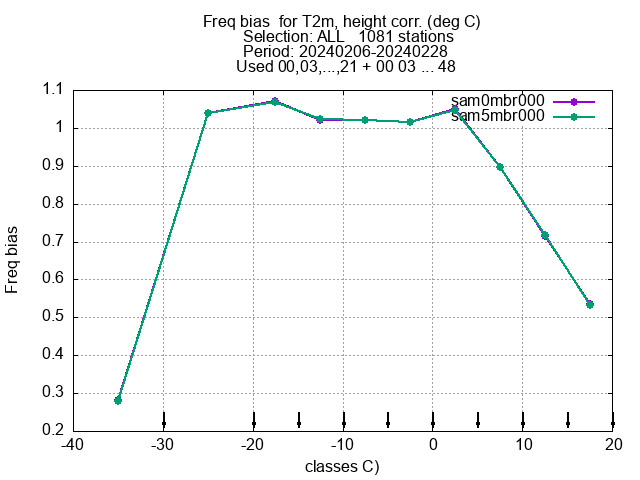 Freq bias  for T2m, height corr. (deg C)
Selection: ALL   1081 stations
Period: 20240206-20240228
Used 00,03,...,21 + 00 03 ... 48
sam0mbr000
sam5mbr000
1.1
1
0.9
0.8
0.7
0.6
0.5
0.4
0.3
0.2
Freq bias
-40 -30 -20 -10 0 10 20
classes C)